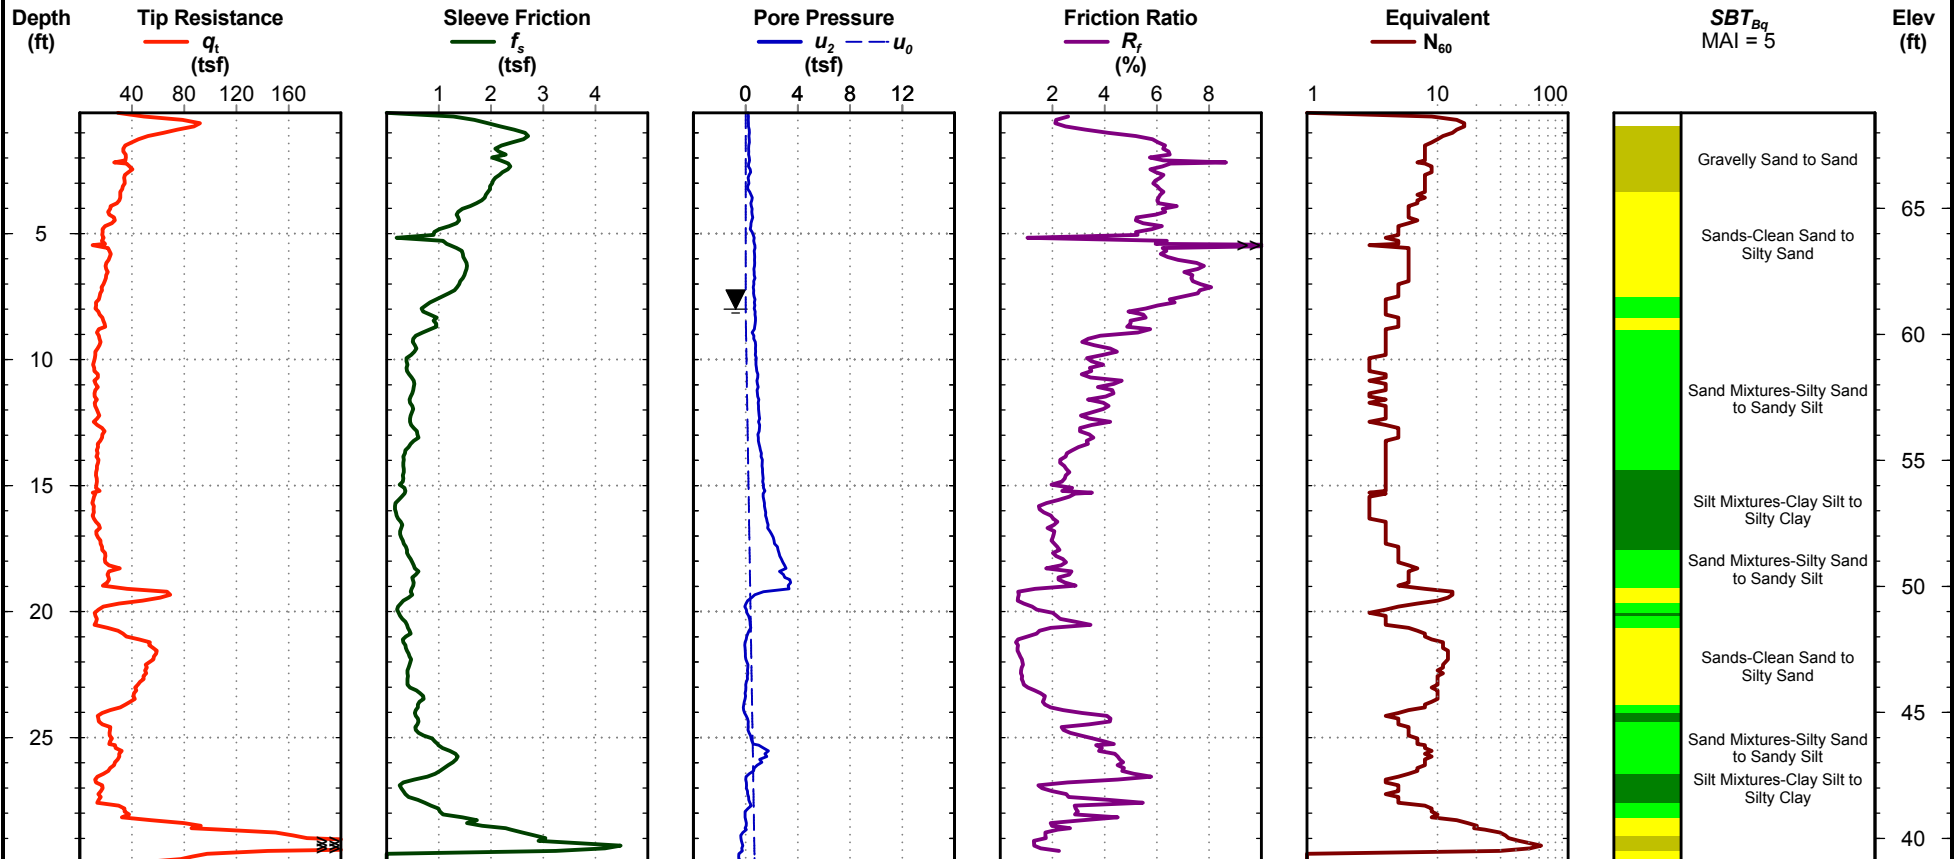 Depth
(ft)
Tip Resistance
qt
(tsf)
Sleeve Friction
fs
(tsf)
Pore Pressure
u2 u0
(tsf)
Friction Ratio
Rf
(%)
Equivalent
N60
SBTBq
MAI = 5
Elev
(ft)
40 80 120 160
1 2 3 4
0 4 8 12
2 4 6 8
1 10 100
5
10
15
20
25
>>
>>
>>
Gravelly Sand to Sand
Sands-Clean Sand to
Silty Sand
Sand Mixtures-Silty Sand
to Sandy Silt
Silt Mixtures-Clay Silt to
Silty Clay
Sand Mixtures-Silty Sand
to Sandy Silt
Sands-Clean Sand to
Silty Sand
Sand Mixtures-Silty Sand
to Sandy Silt
Silt Mixtures-Clay Silt to
Silty Clay
65
60
55
50
45
40